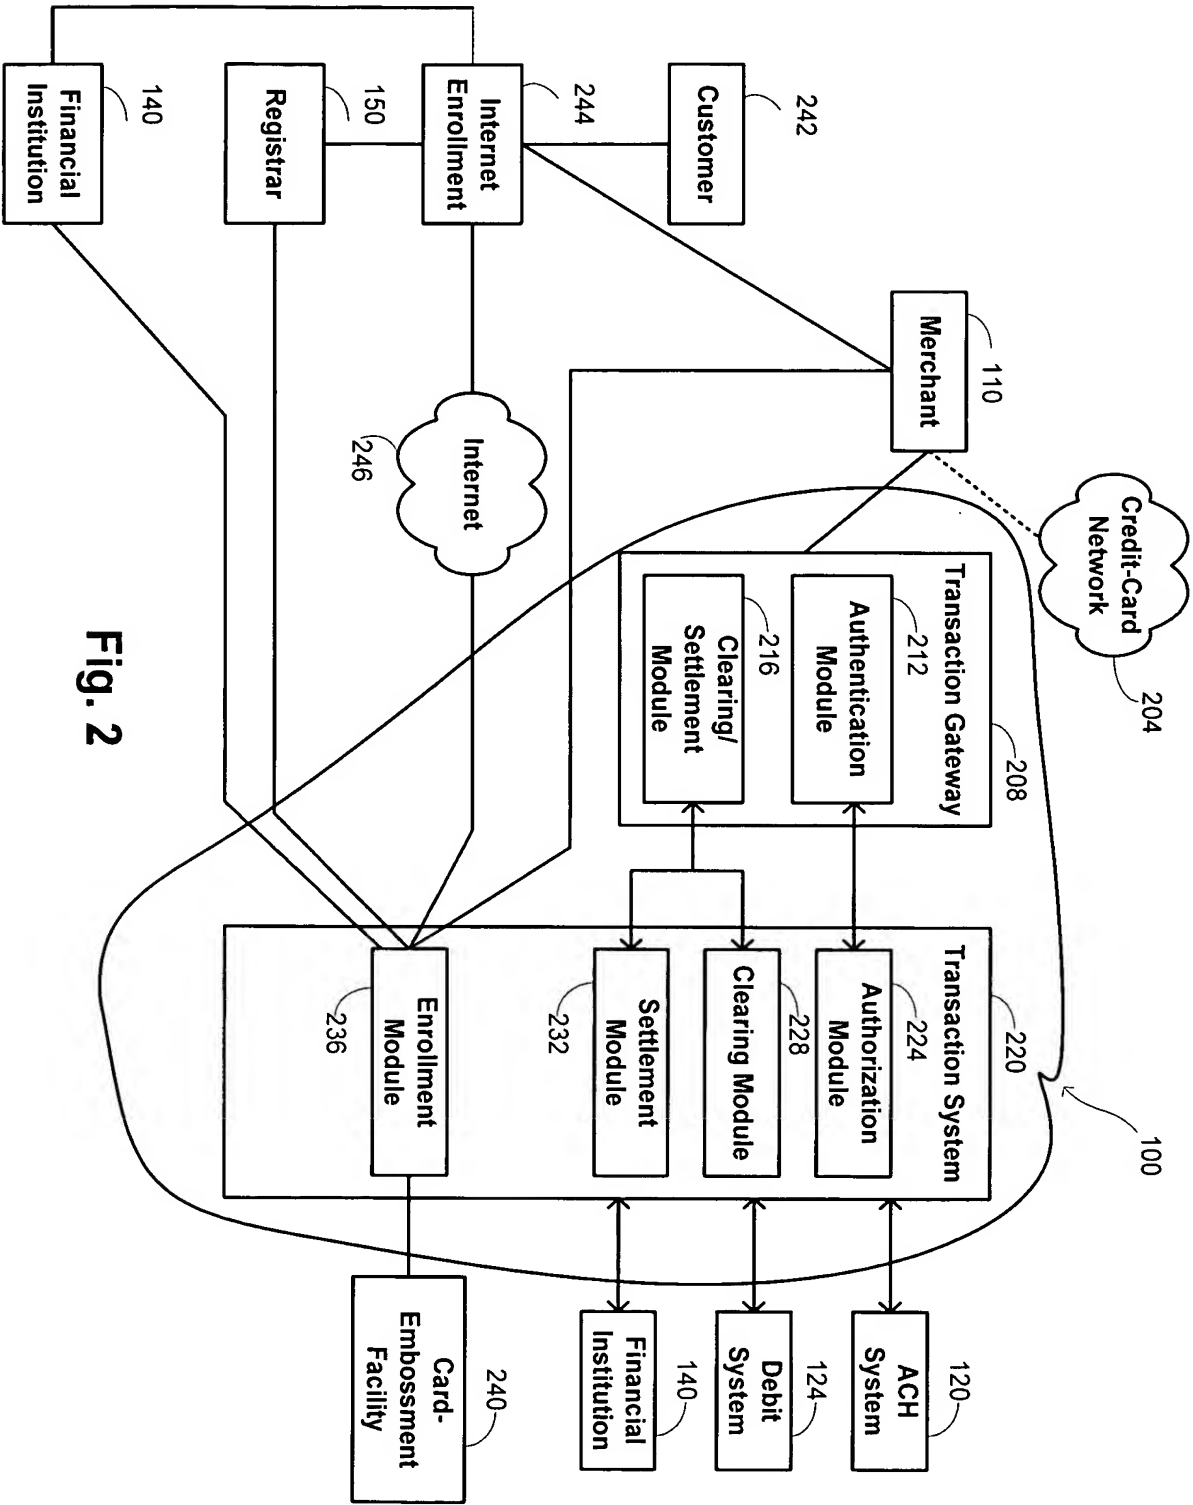 Credit-Card
Network
204
110
Merchant
242
Customer
244
Internet
Enrollment
150
Registrar
140
Financial
Institution
Internet
246
Transaction Gateway
208
212
Authentication
Module
216
Clearing/
Settlement
Module
Transaction System
220
224
Authorization
Module
228
Clearing Module
Settlement
Module
232
Enrollment
Module
236
100
120
ACH
System
124
Debit
System
140
Financial
Institution
240
Card-
Embossment
Facility
Fig. 2